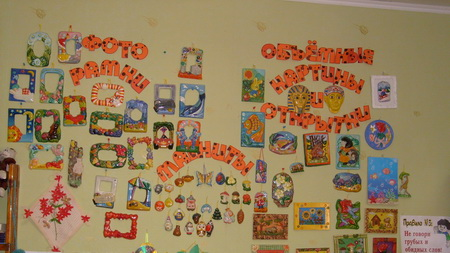 ФОТО
РАМКИ
ОБЪЁМНЫЕ
КАРТИНЫ
И
ОТКРЫТКИ
МАГНИТЫ
Правило №5:
Не говори
грубых и
обидных слов!